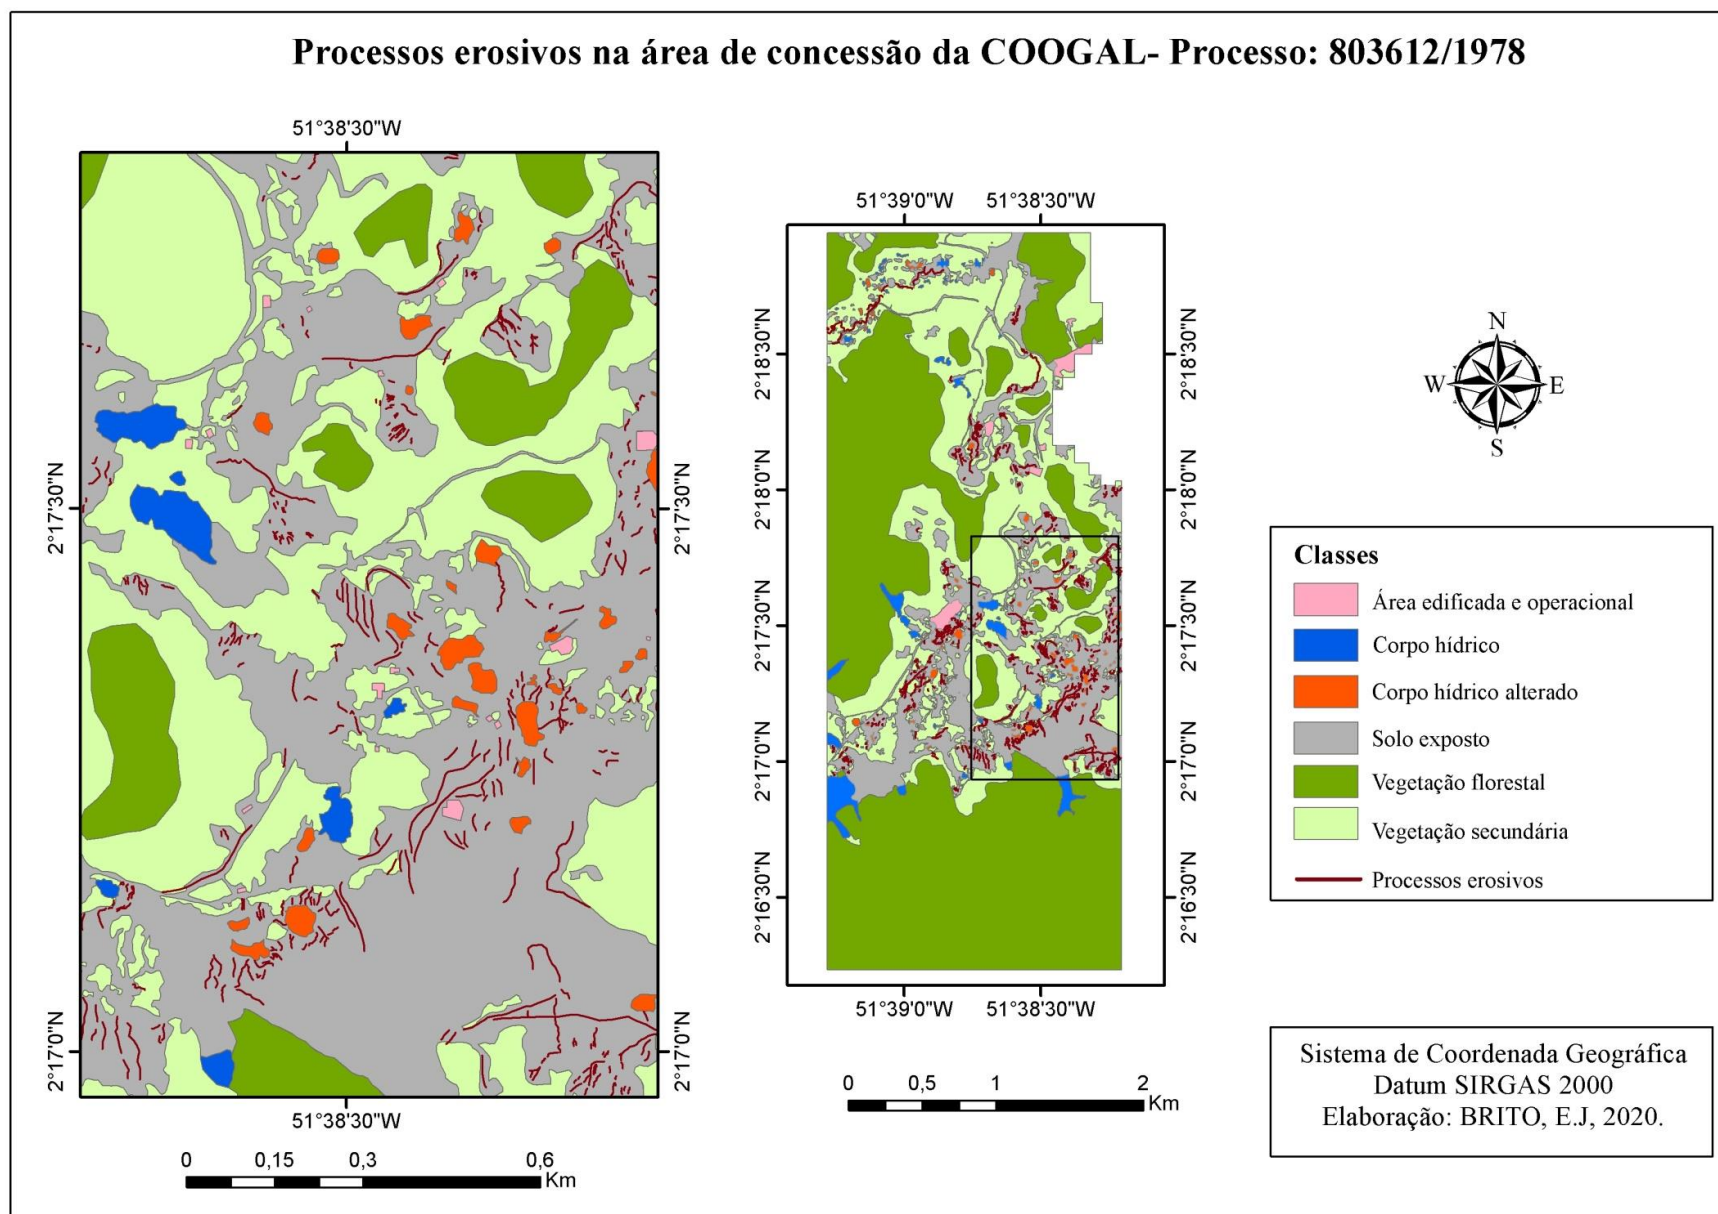 Processos erosivos na área de concessão da COOGAL- Processo: 803612/1978
51°38'30"W
2°17'30"N
2°17'30"N
2°17'0"N
2°17'0"N
51°38'30"W
0 0,15 0,3 0,6
Km
51°39'0"W 51°38'30"W
2°18'30"N
2°18'30"N
2°18'0"N
2°18'0"N
2°17'30"N
2°17'30"N
2°17'0"N
2°17'0"N
2°16'30"N
2°16'30"N
51°39'0"W 51°38'30"W
0 0,5 1 2
Km
N
W E
S
Classes
Área edificada e operacional
Corpo hídrico
Corpo hídrico alterado
Solo exposto
Vegetação florestal
Vegetação secundária
Processos erosivos
Sistema de Coordenada Geográfica
Datum SIRGAS 2000
Elaboração: BRITO, E.J, 2020.